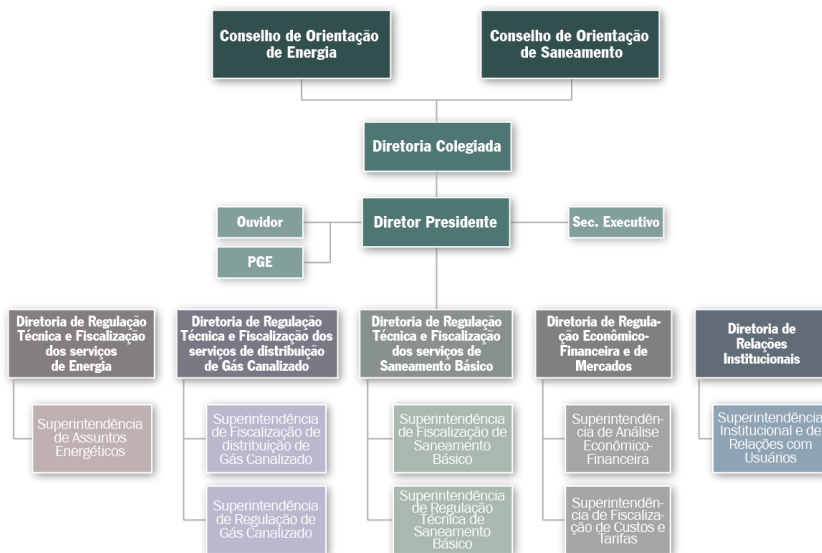 Conselho de Orientação
de Energia
Conselho de Orientação
de Saneamento
Diretoria Colegiada
Ouvidor
Diretor Presidente
Sec. Executivo
PGE
Diretoria de Regulação
Técnica e Fiscalização
dos serviços
de Energia
Diretoria de Regulação
Técnica e Fiscalização dos
serviços de distribuição
de Gás Canalizado
Diretoria de Regulação
Técnica e Fiscalização
dos serviços de
Saneamento Básico
Diretoria de Regula-
ção Econômico-
Financeira e de
Mercados
Diretoria de
Relações
Institucionais
Superintendência
de Assuntos
Energéticos
Superintendência
de Fiscalização de
distribuição de
Gás Canalizado
Superintendência
de Fiscalização de
Saneamento
Básico
Superintendên-
cia de Análise
Econômico-
Financeira
Superintendência
Institucional e de
Relações com
Usuários
Superintendência
de Regulação de
Gás Canalizado
Superintendência
de Regulação
Técnica de
Saneamento
Básico
Superintendên-
cia de Fiscaliza-
ção de Custos e
Tarifas